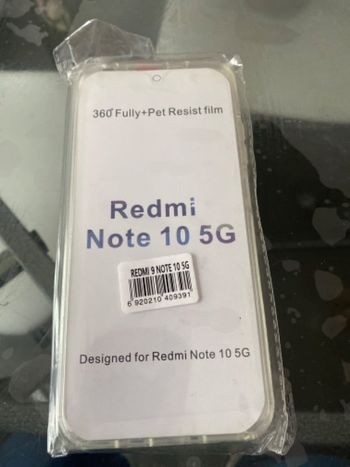 360°Fully+Pet Resist film
Redmi
Note 10 5G
REDMI 9 NOTE 10 5G
6 920210 409391
Designed for Redmi Note 10 5G